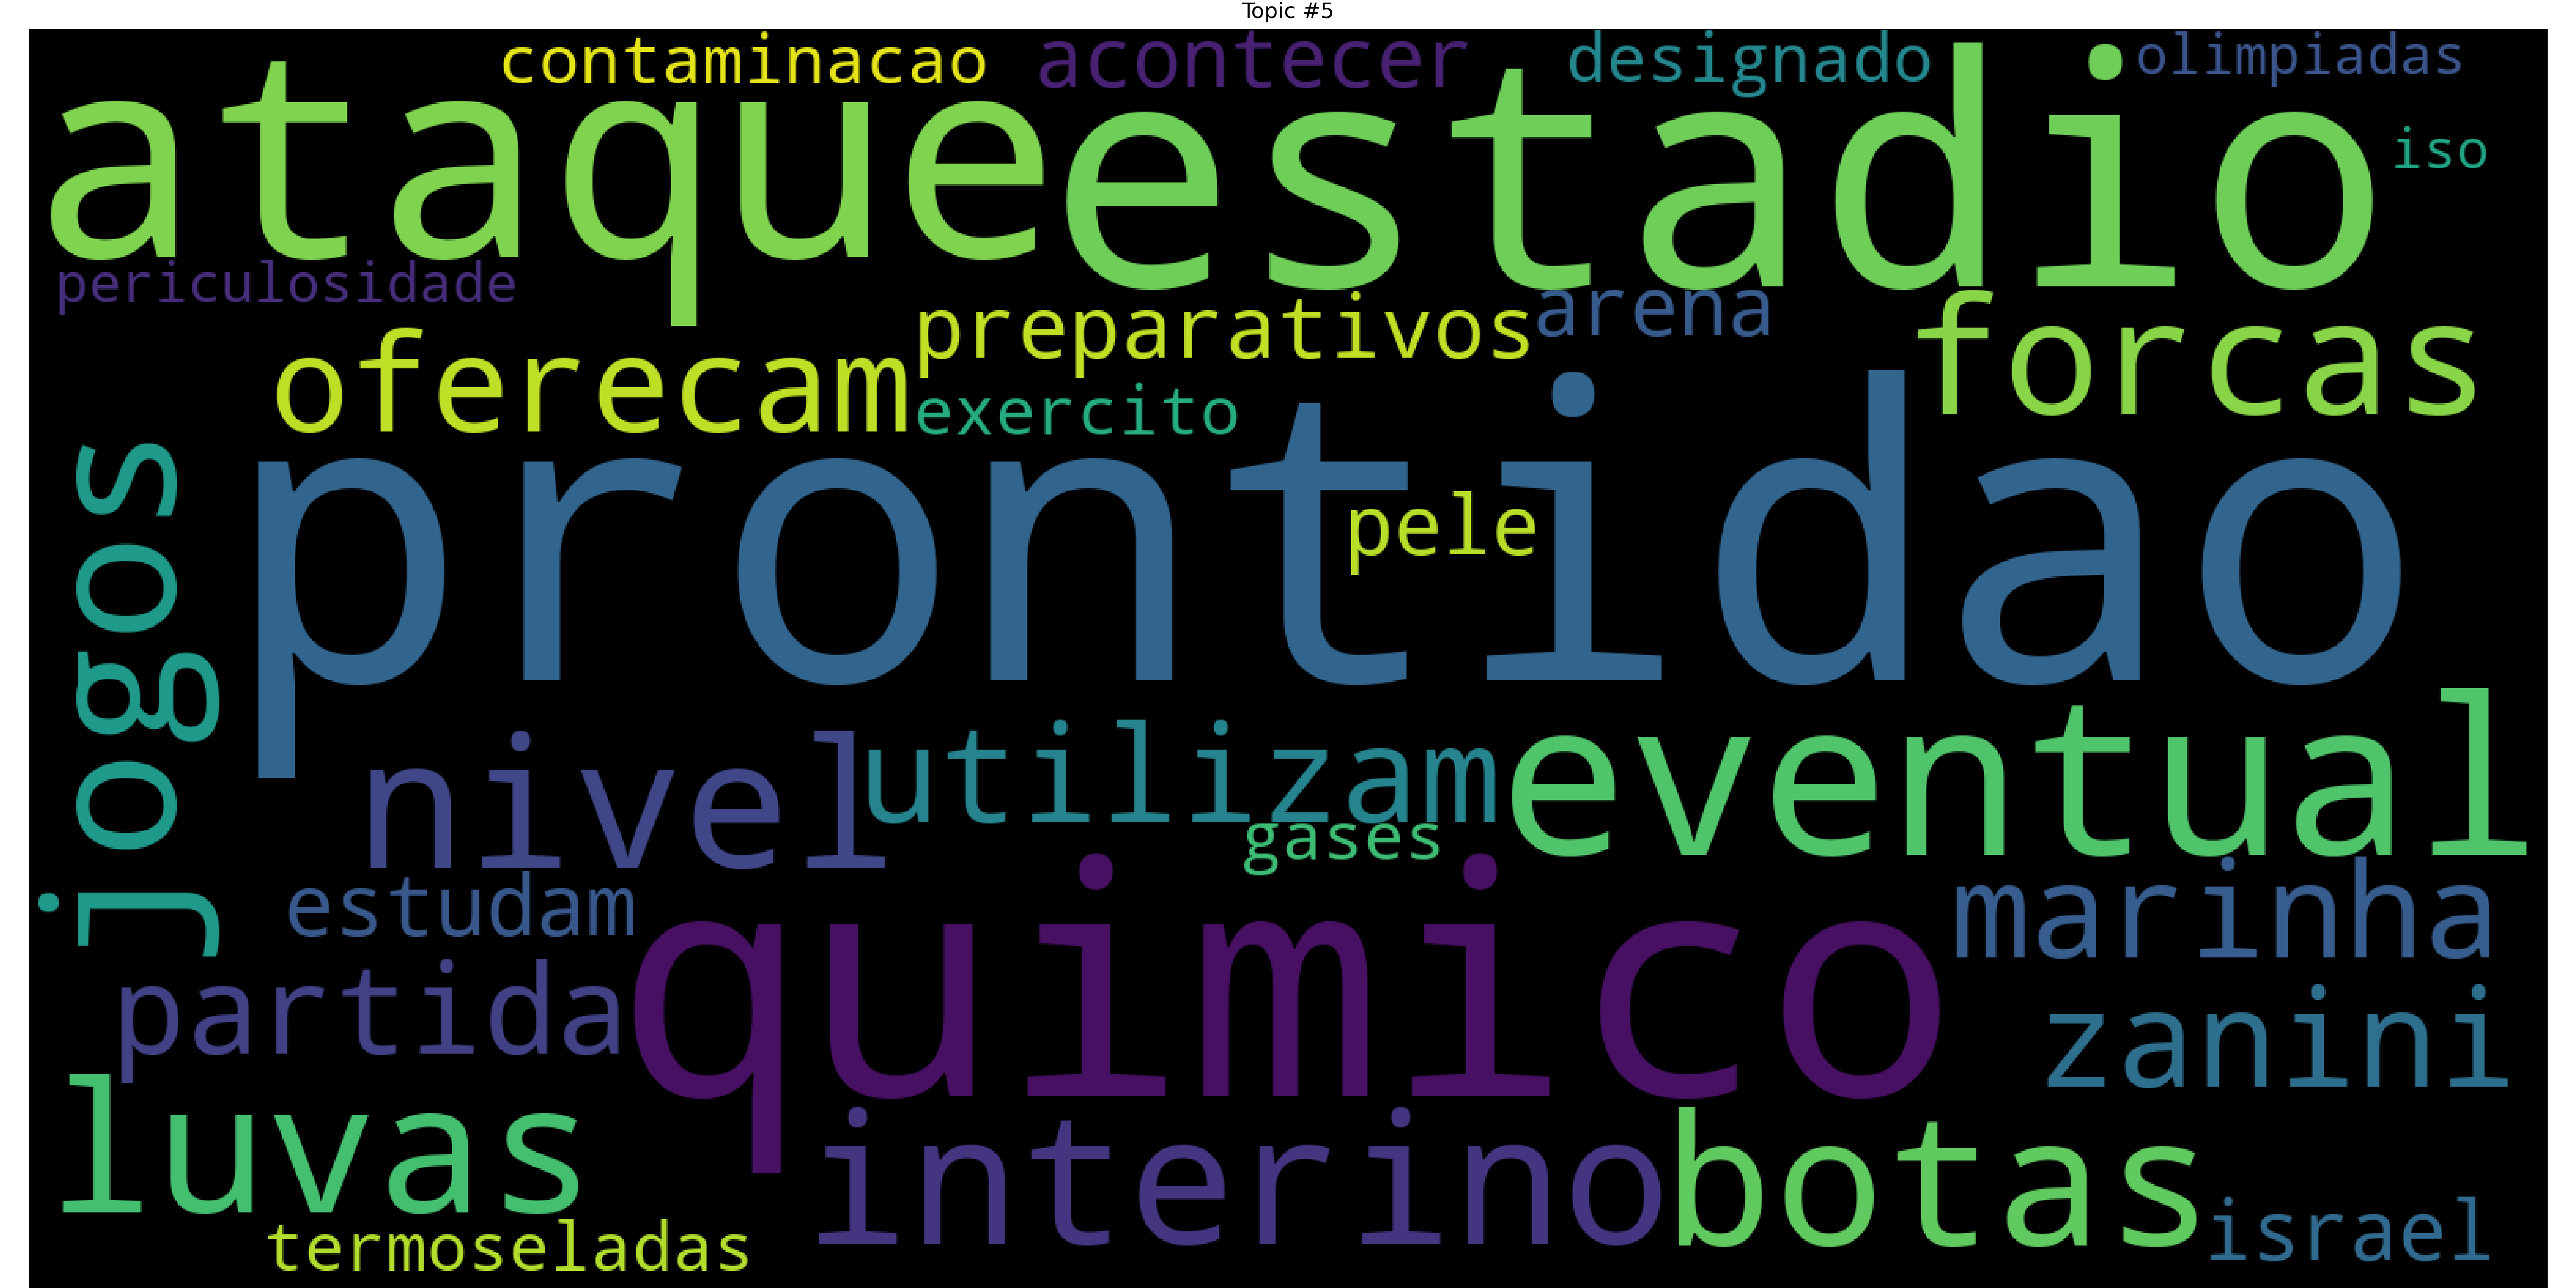 Topic #5
contaminacao acontecer designado olimpiadas
ataque estadio iso
periculosidade
preparativos arena forcas
oferecam exercito
jogos
prontidao
pele
nivel utilizam eventual
gases
estudam quimico marinha
partida zanini
luvas interino botas
termoseladas israel